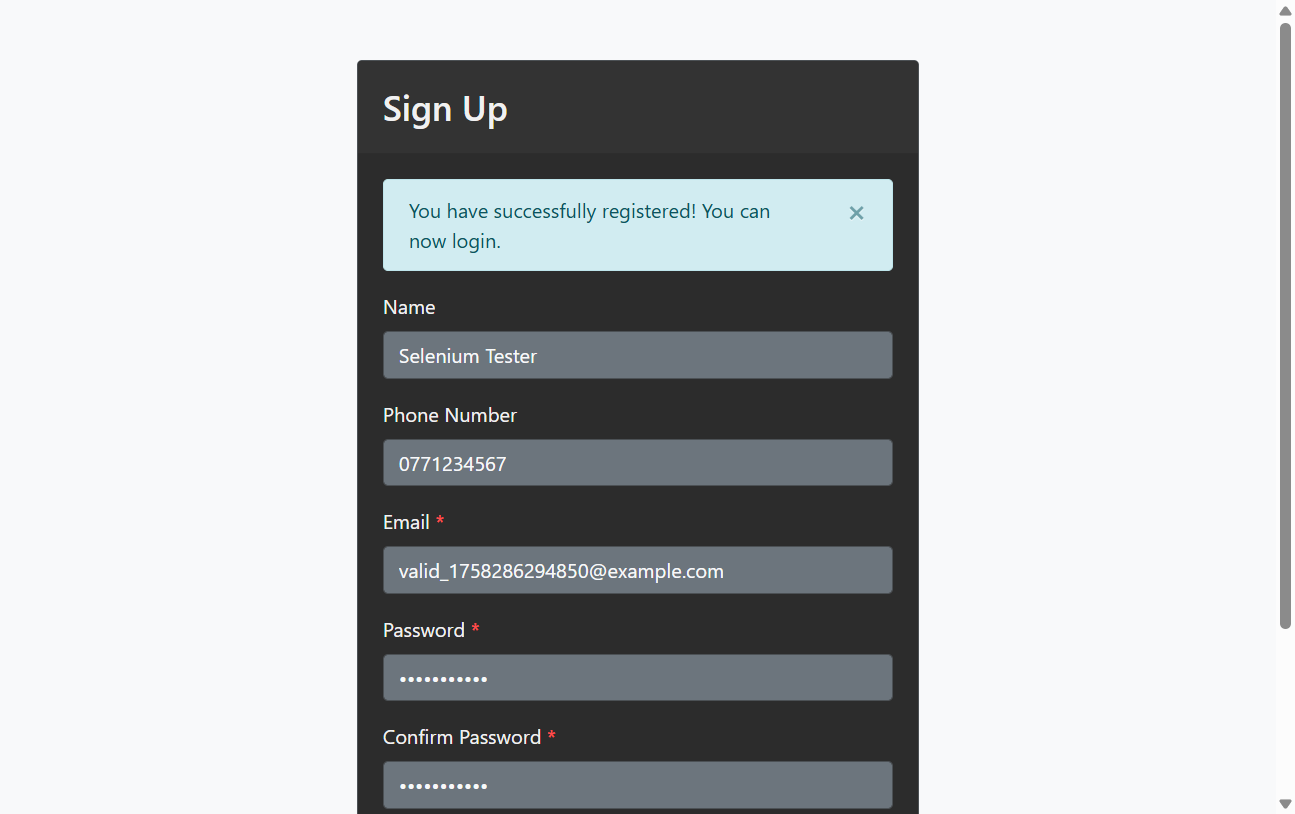 Sign Up
You have successfully registered! You can
now login.
×
Name
Selenium Tester
Phone Number
0771234567
Email *
valid_1758286294850@example.com
Password *
•••••••••••
Confirm Password *
•••••••••••